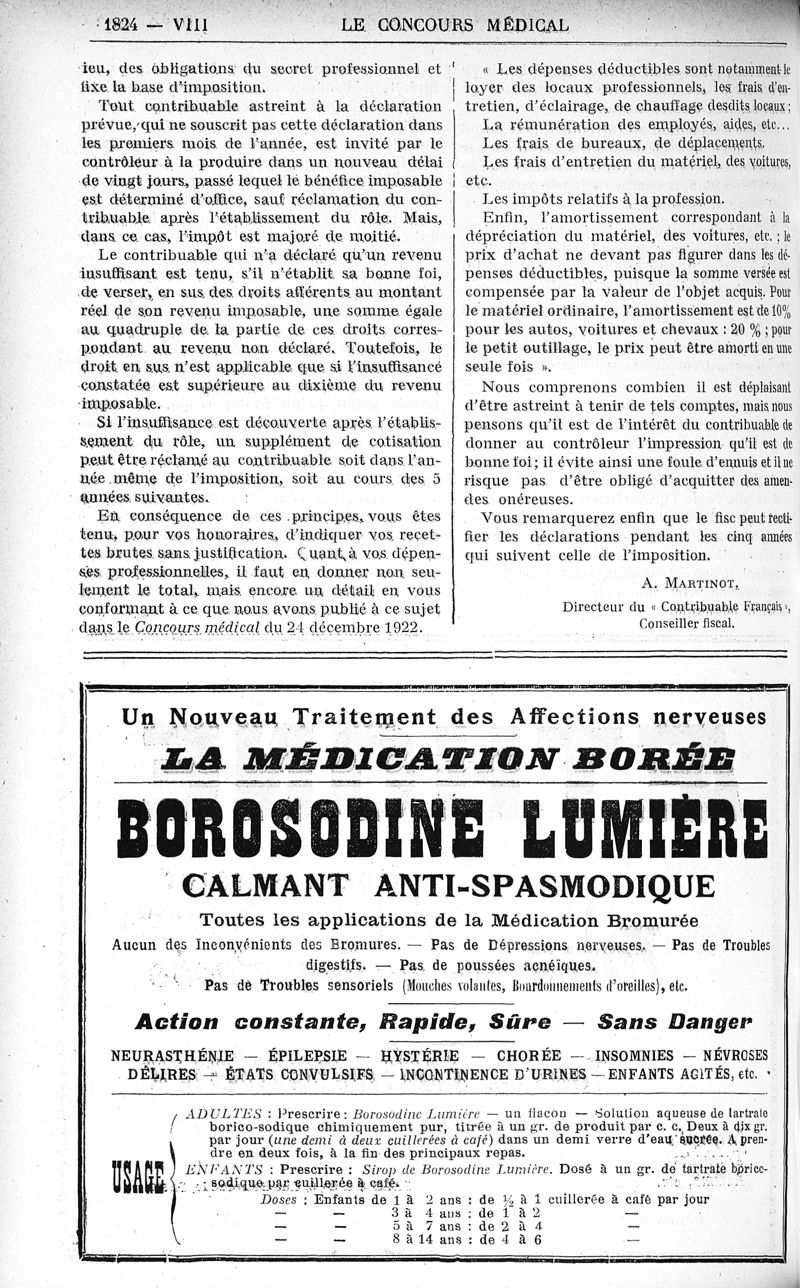 1824 — VIII LE CONCOURS MÉDICAL
ieu, des obligations du secret professionnel et
fixe la base d'imposition.
Tout contribuable astreint à la déclaration
prévue, qui ne souscrit pas cette déclaration dans
les premiers mois de l'année, est invité par le
contrôleur à la produire dans un nouveau délai
de vingt jours, passé lequel le bénéfice imposable
est déterminé d'office, sauf réclamation du con-
tribuable après l'établissement du rôle. Mais,
dans ce cas, l'impôt est majoré de moitié.
Le contribuable qui n'a déclaré qu'un revenu
insuffisant est tenu, s'il n'établit sa bonne foi,
de verser, en sus des droits afférents au montant
réel de son revenu imposable, une somme égale
au quadruple de la partie de ces droits corres-
pondant au revenu non déclaré. Toutefois, le
droit en sus n'est applicable que si l'insuffisance
constatée est supérieure au dixième du revenu
imposable.
Si l'insuffisance est découverte après l'établis-
sement du rôle, un supplément de cotisation
peut être réclamé au contribuable soit dans l'an-
née même de l'imposition, soit au cours des 5
années suivantes.
En conséquence de ces principes, vous êtes
tenu, pour vos honoraires, d'indiquer vos recet-
tes brutes sans justification. Quant à vos dépen-
ses professionnelles, il faut en donner non seu-
lement le total, mais encore un détail en vous
conformant à ce que nous avons publié à ce sujet
dans le Concours médical du 24 décembre 1922.
« Les dépenses déductibles sont notamment le
loyer des locaux professionnels, les frais d'en-
tretien, d'éclairage, de chauffage desdits locaux ;
La rémunération des employés, aides, etc...
Les frais de bureaux, de déplacements.
Les frais d'entretien du matériel, des voitures,
etc.
Les impôts relatifs à la profession.
Enfin, l'amortissement correspondant à la
dépréciation du matériel, des voitures, etc. ; le
prix d'achat ne devant pas figurer dans les dé-
penses déductibles, puisque la somme versée est
compensée par la valeur de l'objet acquis. Pour
le matériel ordinaire, l'amortissement est de 10%
pour les autos, voitures et chevaux : 20 % ; pour
le petit outillage, le prix peut être amorti en une
seule fois ».
Nous comprenons combien il est déplaisant
d'être astreint à tenir de tels comptes, mais nous
pensons qu'il est de l'intérêt du contribuable de
donner au contrôleur l'impression qu'il est de
bonne foi ; il évite ainsi une foule d'ennuis et il ne
risque pas d'être obligé d'acquitter des amen-
des onéreuses.
Vous remarquerez enfin que le fisc peut recti-
fier les déclarations pendant les cinq années
qui suivent celle de l'imposition.
A. MARTINOT,
Directeur du « Contribuable Français »,
Conseiller fiscal.
Un Nouveau Traitement des Affections nerveuses
LA MÉDICATION BORÉE
BOROSODINE LUMIÈRE
CALMANT ANTI-SPASMODIQUE
Toutes les applications de la Médication Bromurée
Aucun des Inconvénients des Bromures. — Pas de Dépressions nerveuses. — Pas de Troubles
digestifs. — Pas de poussées acnéïques.
Pas de Troubles sensoriels (Mouches volantes, Bourdonnements d'oreilles), etc.
Action constante, Rapide, Sûre — Sans Danger
NEURASTHÉNIE — ÉPILEPSIE — HYSTÉRIE — CHORÉE — INSOMNIES — NÉVROSES
DÉLIRES — ÉTATS CONVULSIFS — INCONTINENCE D'URINES — ENFANTS AGITÉS, etc.
USAGE
ADULTES : Prescrire : Borosodine Lumière — un flacon — Solution aqueuse de tartrate
borico-sodique chimiquement pur, titrée à un gr. de produit par c. c. Deux à dix gr.
par jour (une demi à deux cuillerées à café) dans un demi verre d'eau sucrée. A pren-
dre en deux fois, à la fin des principaux repas.
ENFANTS : Prescrire : Sirop de Borosodine Lumière. Dosé à un gr. de tartrate borico-
sodique par cuillerée à café.
Doses : Enfants de 1 à 2 ans : de ½ à 1 cuillerée à café par jour
— — 3 à 4 ans : de 1 à 2 —
— — 5 à 7 ans : de 2 à 4 —
— — 8 à 14 ans : de 4 à 6 —